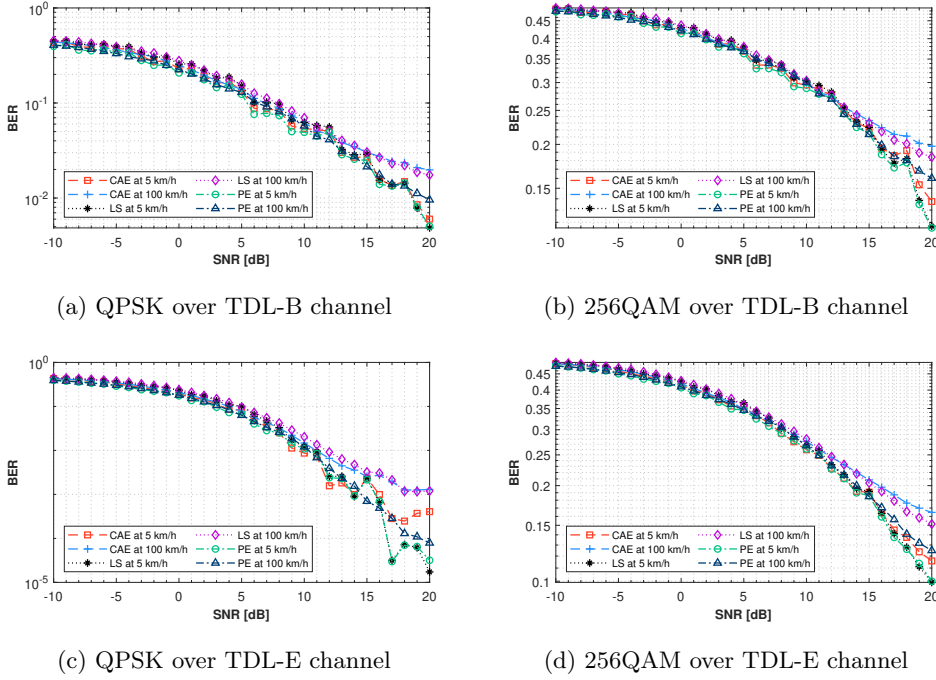 10^0
10^-1
10^-2
BER
-10 -5 0 5 10 15 20
SNR [dB]
CAE at 5 km/h
CAE at 100 km/h
LS at 5 km/h
LS at 100 km/h
PE at 5 km/h
PE at 100 km/h
(a) QPSK over TDL-B channel
0.45
0.4
0.35
0.3
0.25
0.2
0.15
BER
-10 -5 0 5 10 15 20
SNR [dB]
CAE at 5 km/h
CAE at 100 km/h
LS at 5 km/h
LS at 100 km/h
PE at 5 km/h
PE at 100 km/h
(b) 256QAM over TDL-B channel
10^0
10^-5
BER
-10 -5 0 5 10 15 20
SNR [dB]
CAE at 5 km/h
CAE at 100 km/h
LS at 5 km/h
LS at 100 km/h
PE at 5 km/h
PE at 100 km/h
(c) QPSK over TDL-E channel
0.45
0.4
0.35
0.3
0.25
0.2
0.15
0.1
BER
-10 -5 0 5 10 15 20
SNR [dB]
CAE at 5 km/h
CAE at 100 km/h
LS at 5 km/h
LS at 100 km/h
PE at 5 km/h
PE at 100 km/h
(d) 256QAM over TDL-E channel